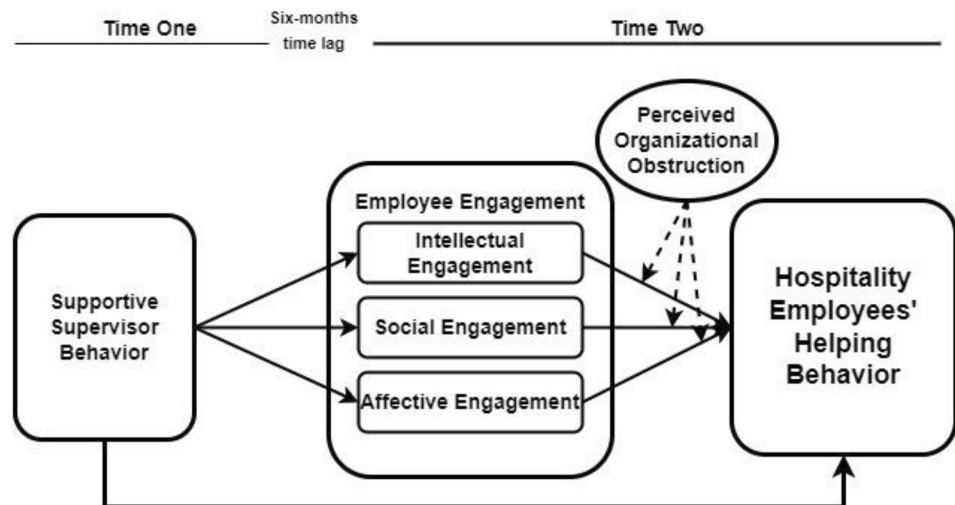 Time One
Six-months
time lag
Time Two
Perceived
Organizational
Obstruction
Employee Engagement
Intellectual
Engagement
Social Engagement
Affective Engagement
Supportive
Supervisor
Behavior
Hospitality
Employees'
Helping
Behavior